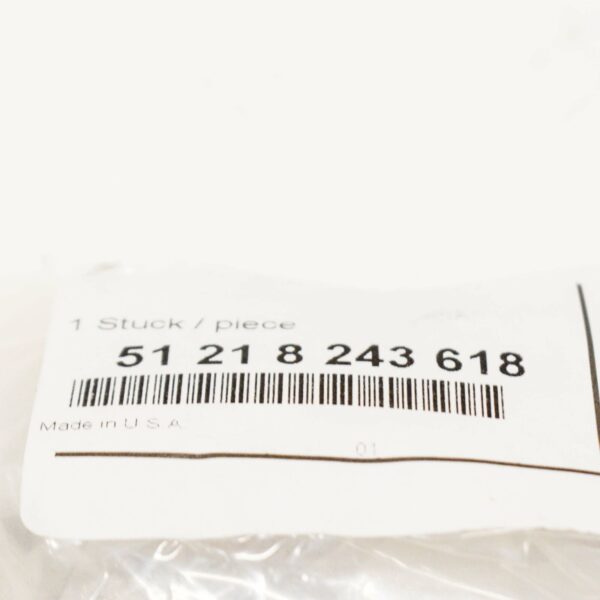 1 Stuck / piece
51 21 8 243 618
Made in U.S.A.
01